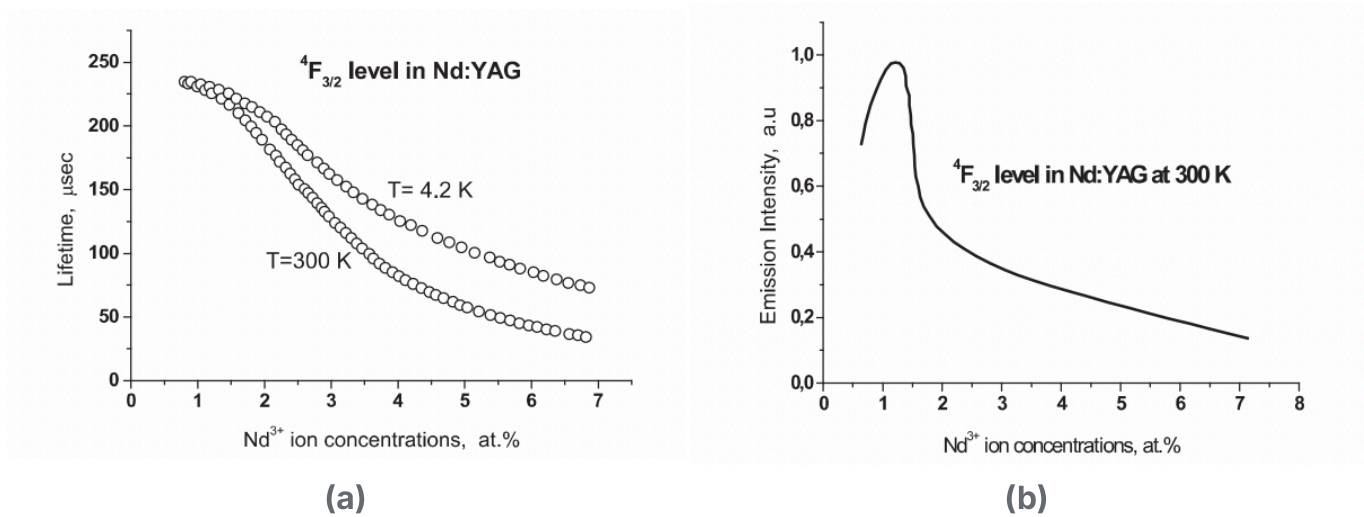 ⁴F₃/₂ level in Nd:YAG
250
200
150
100
50
0
Lifetime, μsec
T= 4.2 K
T=300 K
0 1 2 3 4 5 6 7
Nd³⁺ ion concentrations, at.%
(a)
1,0
0,8
0,6
0,4
0,2
0,0
Emission Intensity, a.u
⁴F₃/₂ level in Nd:YAG at 300 K
0 1 2 3 4 5 6 7 8
Nd³⁺ ion concentrations, at.%
(b)